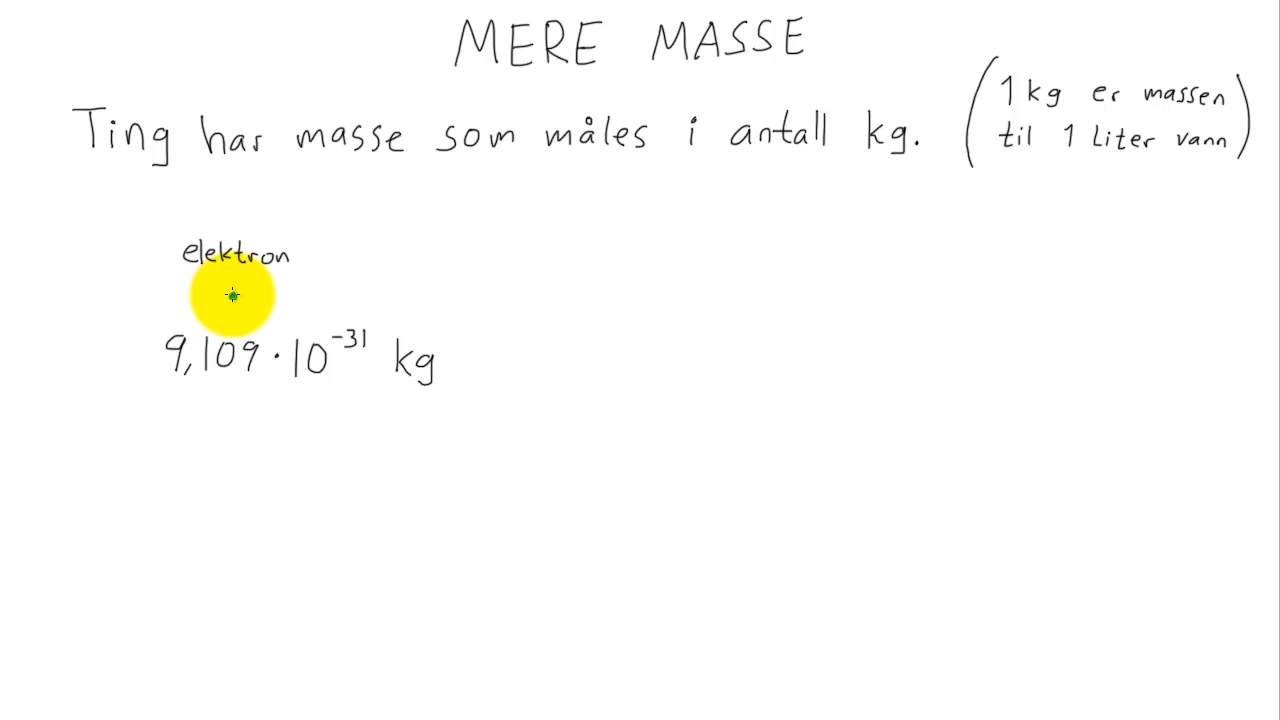 MERE MASSE
Ting har masse som måles i antall kg.
(1 kg er massen
til 1 liter vann)
elektron
9,109 · 10⁻³¹ kg